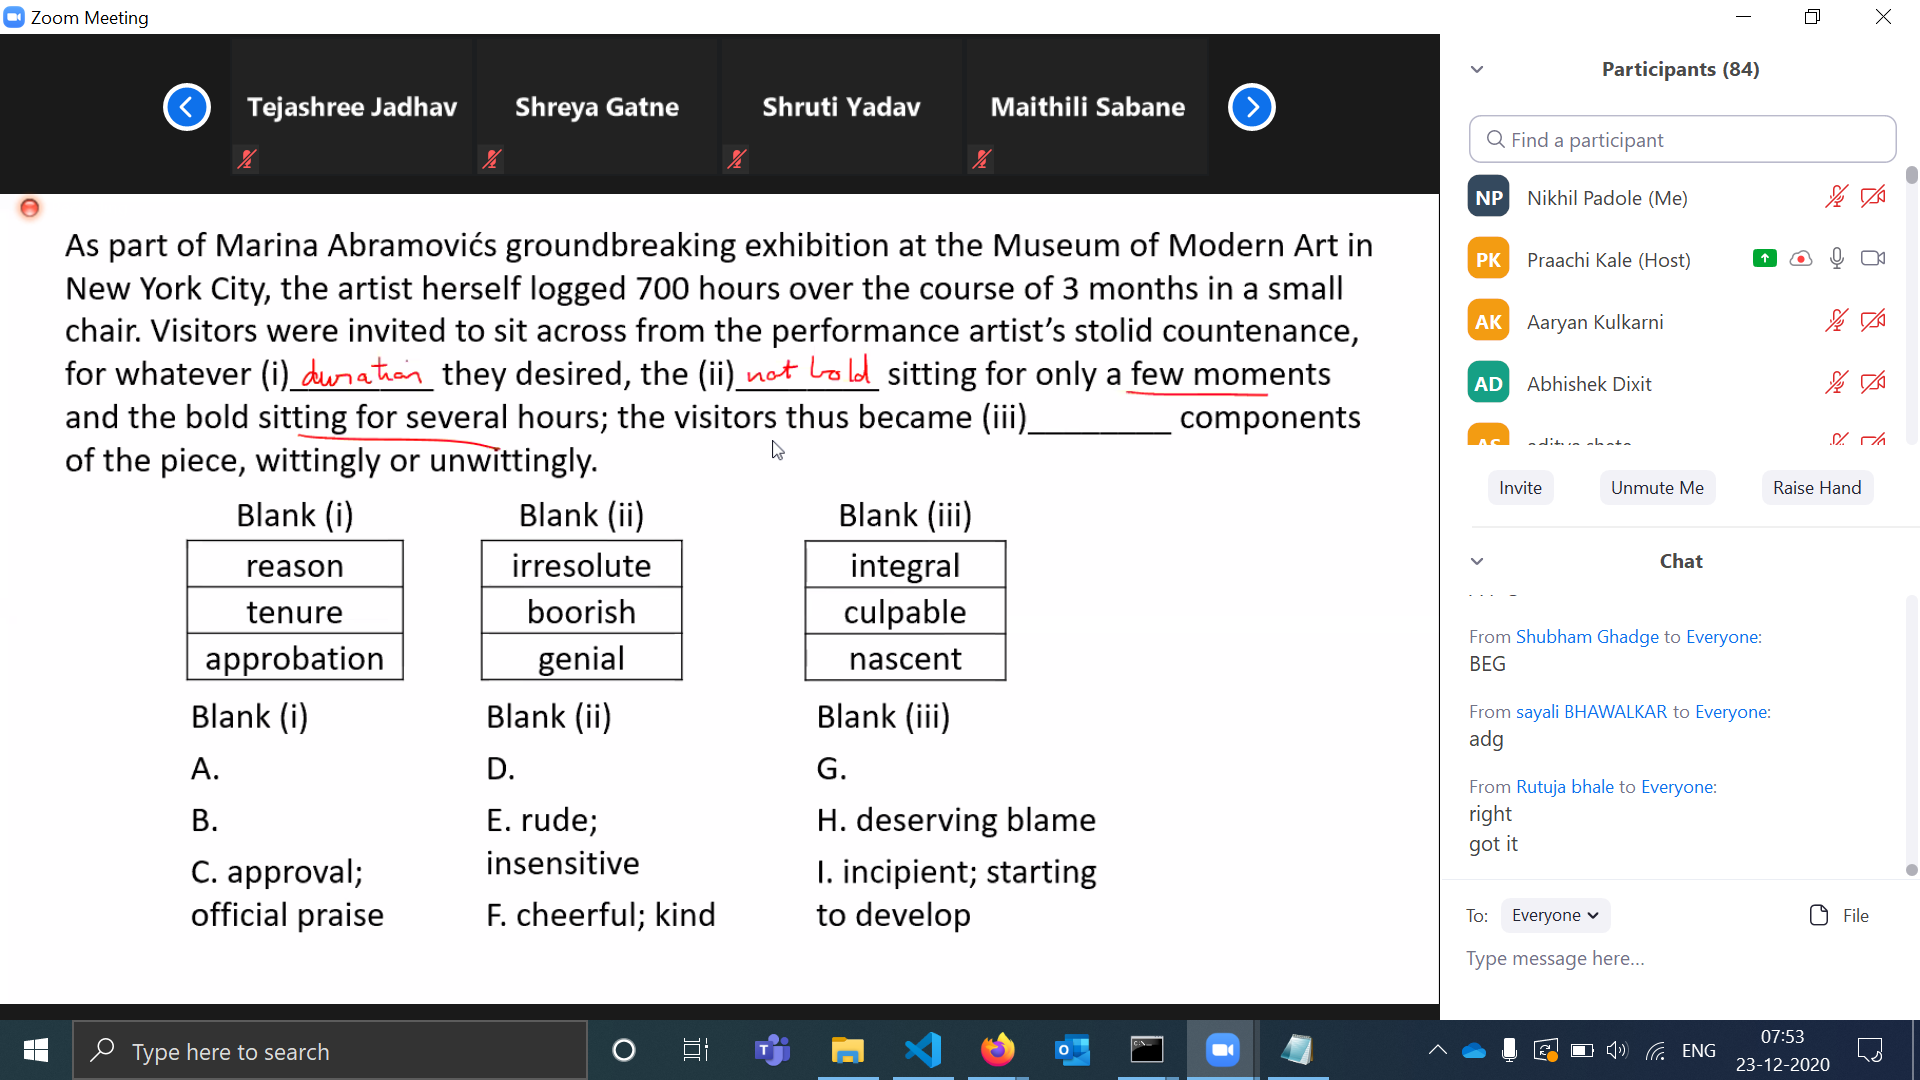 Zoom Meeting
Tejashree Jadhav
Shreya Gatne
Shruti Yadav
Maithili Sabane
As part of Marina Abramovićs groundbreaking exhibition at the Museum of Modern Art in
New York City, the artist herself logged 700 hours over the course of 3 months in a small
chair. Visitors were invited to sit across from the performance artist's stolid countenance,
for whatever (i)_duration_ they desired, the (ii)_not bold_ sitting for only a few moments
and the bold sitting for several hours; the visitors thus became (iii)________ components
of the piece, wittingly or unwittingly.
Blank (i) Blank (ii) Blank (iii)
reason irresolute integral
tenure boorish culpable
approbation genial nascent
Blank (i) Blank (ii) Blank (iii)
A. D. G.
B. E. rude; H. deserving blame
insensitive
C. approval; I. incipient; starting
official praise F. cheerful; kind to develop
Participants (84)
Find a participant
NP Nikhil Padole (Me)
PK Praachi Kale (Host)
AK Aaryan Kulkarni
AD Abhishek Dixit
Invite Unmute Me Raise Hand
Chat
From Shubham Ghadge to Everyone:
BEG
From sayali BHAWALKAR to Everyone:
adg
From Rutuja bhale to Everyone:
right
got it
To: Everyone File
Type message here...
Type here to search
ENG
07:53
23-12-2020